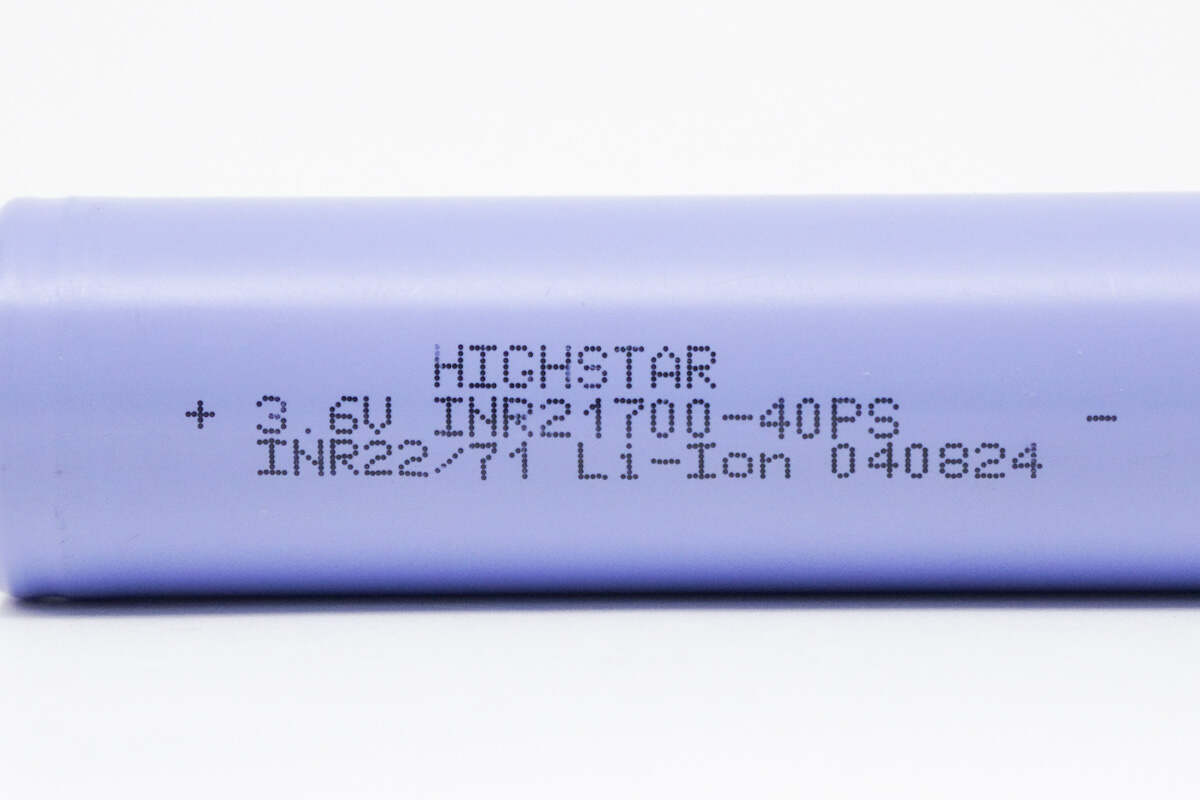 HIGHSTAR
+ 3.6V INR21700-40PS -
INR22/71 Li-Ion 040824